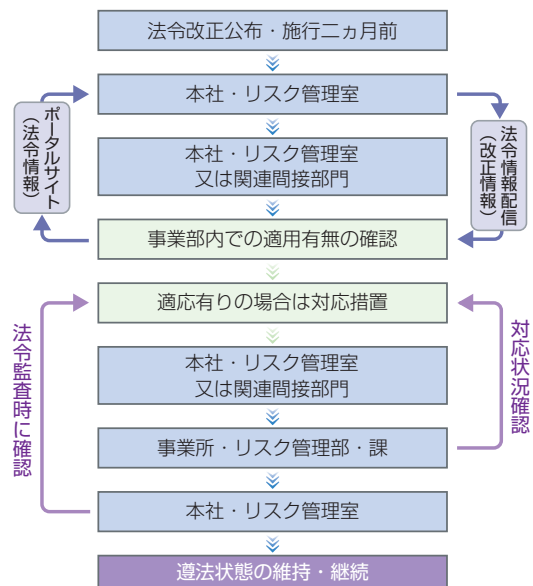 法令改正公布・施行二ヵ月前
本社・リスク管理室
ポータルサイト
（法令情報）
法令情報配信
（改正情報）
本社・リスク管理室
又は関連間接部門
事業部内での適用有無の確認
適応有りの場合は対応措置
法令監査時に確認
対応状況確認
本社・リスク管理室
又は関連間接部門
事業所・リスク管理部・課
本社・リスク管理室
遵法状態の維持・継続